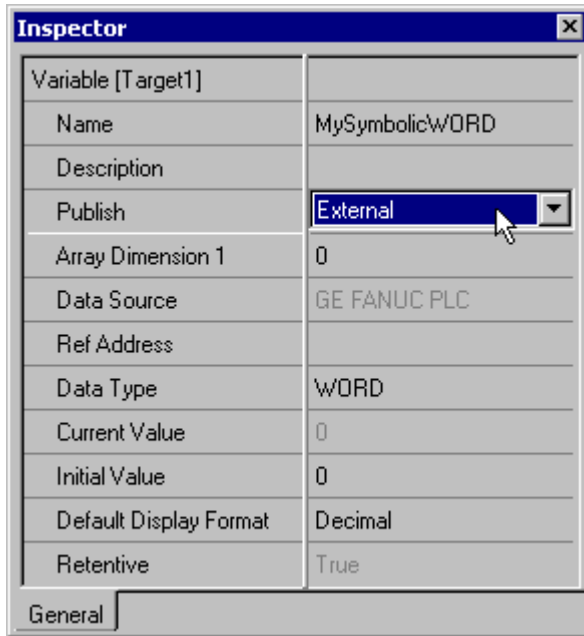 Inspector
Variable [Target1]
Name MySymbolicWORD
Description
Publish External
Array Dimension 1 0
Data Source GE FANUC PLC
Ref Address
Data Type WORD
Current Value 0
Initial Value 0
Default Display Format Decimal
Retentive True
General